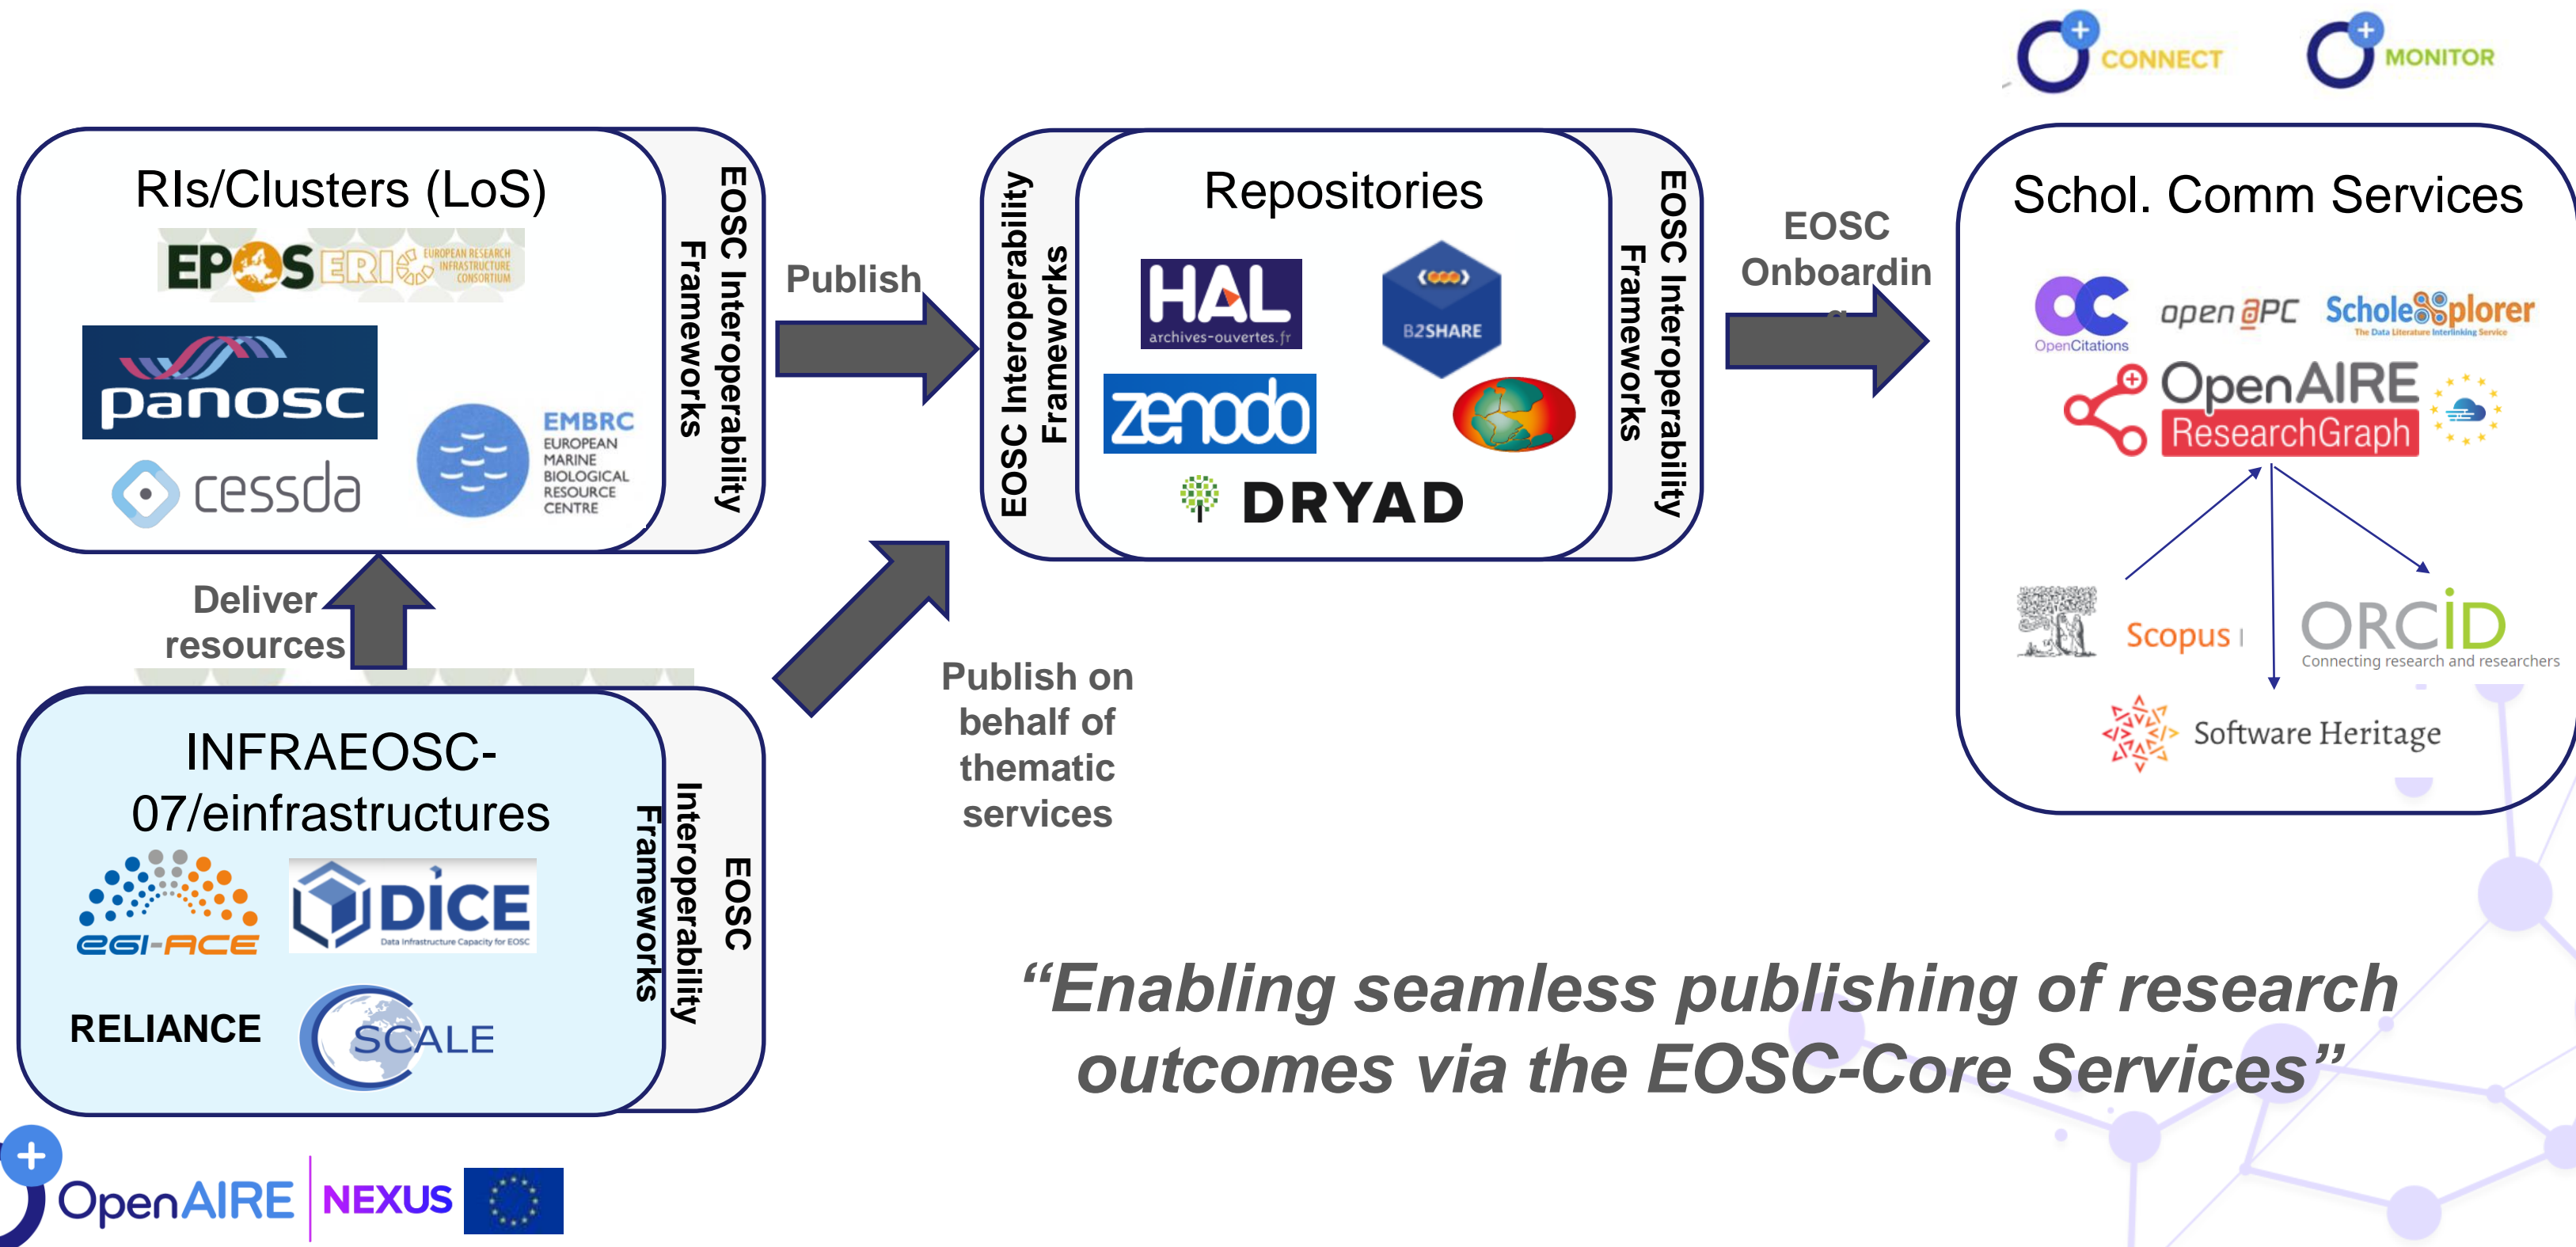 CONNECT
MONITOR
RIs/Clusters (LoS)
EPOS ERIC
EUROPEAN RESEARCH
INFRASTRUCTURE
CONSORTIUM
panosc
cessda
EMBRC
EUROPEAN
MARINE
BIOLOGICAL
RESOURCE
CENTRE
EOSC Interoperability
Frameworks
Publish
EOSC Interoperability
Frameworks
Repositories
HAL
archives-ouvertes.fr
B2SHARE
zenodo
DRYAD
EOSC Interoperability
Frameworks
EOSC
Onboardin
g
Schol. Comm Services
OC
OpenCitations
open aPC
ScholeXplorer
The Data Literature Interlinking Service
OpenAIRE
ResearchGraph
Scopus
ORCiD
Connecting research and researchers
Software Heritage
Deliver
resources
Publish on
behalf of
thematic
services
INFRAEOSC-
07/einfrastructures
EGI-ACE
DICE
Data Infrastructure Capacity for EOSC
RELIANCE
SCALE
EOSC
Interoperability
Frameworks
“Enabling seamless publishing of research
outcomes via the EOSC-Core Services”
OpenAIRE NEXUS